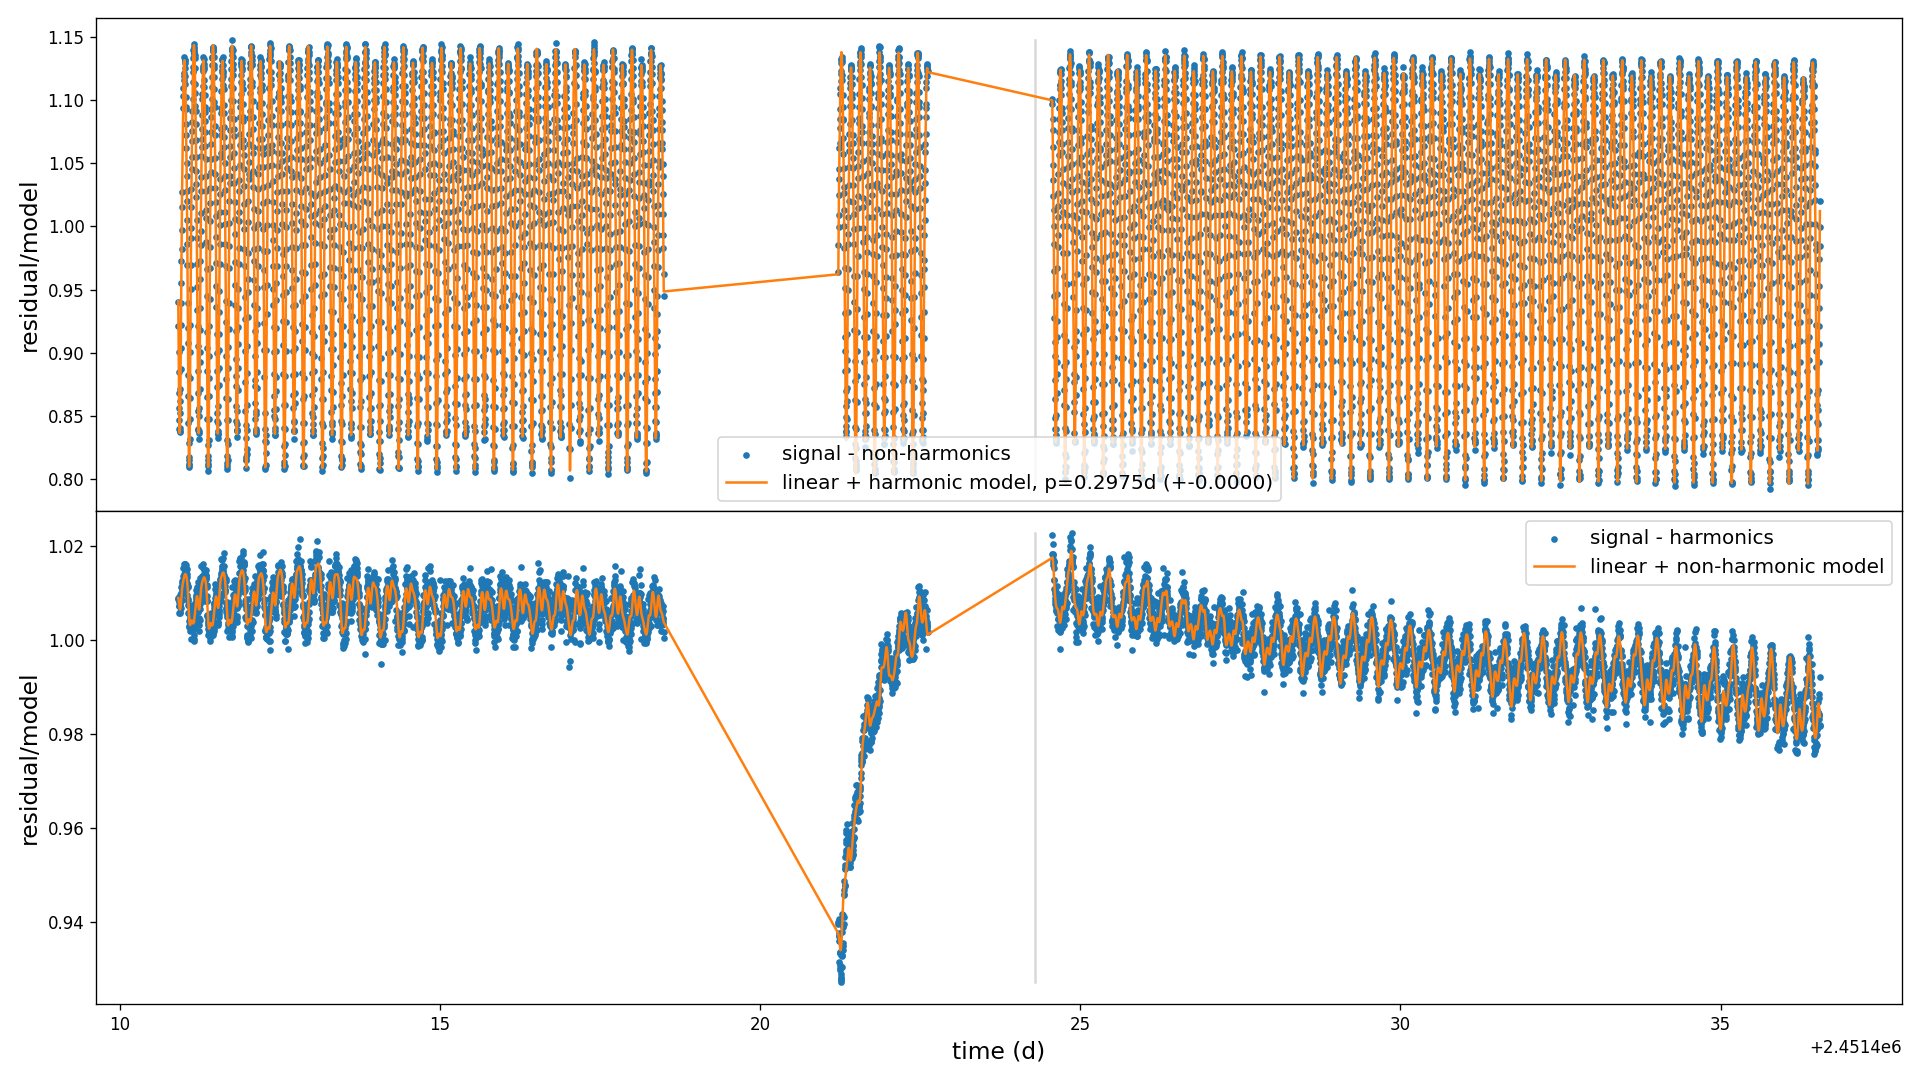 1.15
1.10
1.05
1.00
0.95
0.90
0.85
0.80
residual/model
signal - non-harmonics
linear + harmonic model, p=0.2975d (+-0.0000)
1.02
1.00
0.98
0.96
0.94
residual/model
signal - harmonics
linear + non-harmonic model
10 15 20 25 30 35
time (d)
+2.4514e6